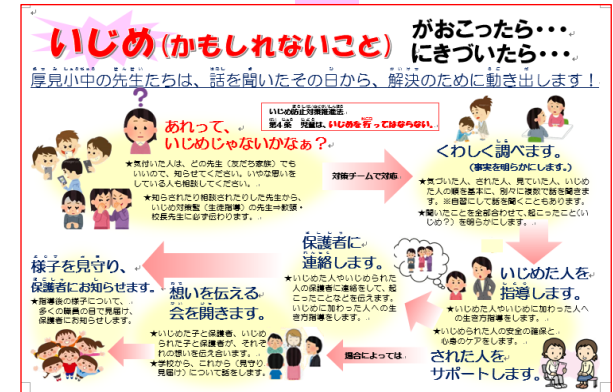 いじめ(かもしれないこと)
がおこったら・・・
にきづいたら・・・
厚見小中の先生たちは、話を聞いたその日から、解決のために動き出します！
いじめ防止対策推進法
第4条 児童は、いじめを行ってはならない。
あれって、
いじめじゃないかなぁ？
★気付いた人は、どの先生(友だち家族)でも
いいので、知らせてください。いやな思いを
している人も相談してください。
★知らされたり相談されたりした先生から、
いじめ対策監(生徒指導)の先生⇒教頭・
校長先生に必ず伝わります。
対策チームで対応
くわしく調べます。
(事実を明らかにします。)
★気づいた人、された人、見ていた人、いじめ
た人の順を基本に、別々に複数で話を聞きま
す。※自宅にて話を聞くこともあります。
★聞いたことを全部合わせて、起こったこと(い
じめ？)を明らかにします。
いじめた人を
指導します。
★いじめた人やいじめに加わった人へ
の生き方指導をします。
★いじめられた人の安全の確保と
心身のケアをします。
された人を
サポートします。
保護者に
連絡します。
★いじめた人やいじめられた人
の保護者に連絡をして、起
こったことなどを伝えます。
いじめに加わった人への生
き方指導をします。
場合によっては
想いを伝える
会を開きます。
★いじめた子と保護者、いじめ
られた子と保護者が、それぞ
れの想いを伝え合います。
★学校から、これから(見守り
見届け)について話をします。
様子を見守り、
保護者にお知らせします。
★指導後の様子について、
多くの職員の目で見届け、
保護者にお知らせします。